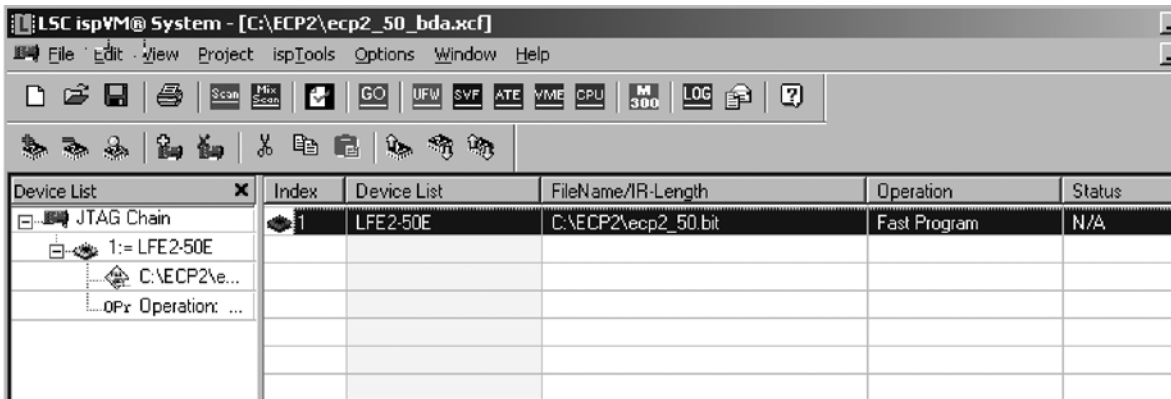 LSC ispVM® System - [C:\ECP2\ecp2_50_bda.xcf]
File Edit View Project ispTools Options Window Help
Scan Mix Scan GO UFW SVF ATE VME CPU M 300 LOG
Device List Index Device List FileName/IR-Length Operation Status
JTAG Chain 1 LFE2-50E C:\ECP2\ecp2_50.bit Fast Program N/A
1:= LFE2-50E
C:\ECP2\e...
OPr Operation: ...